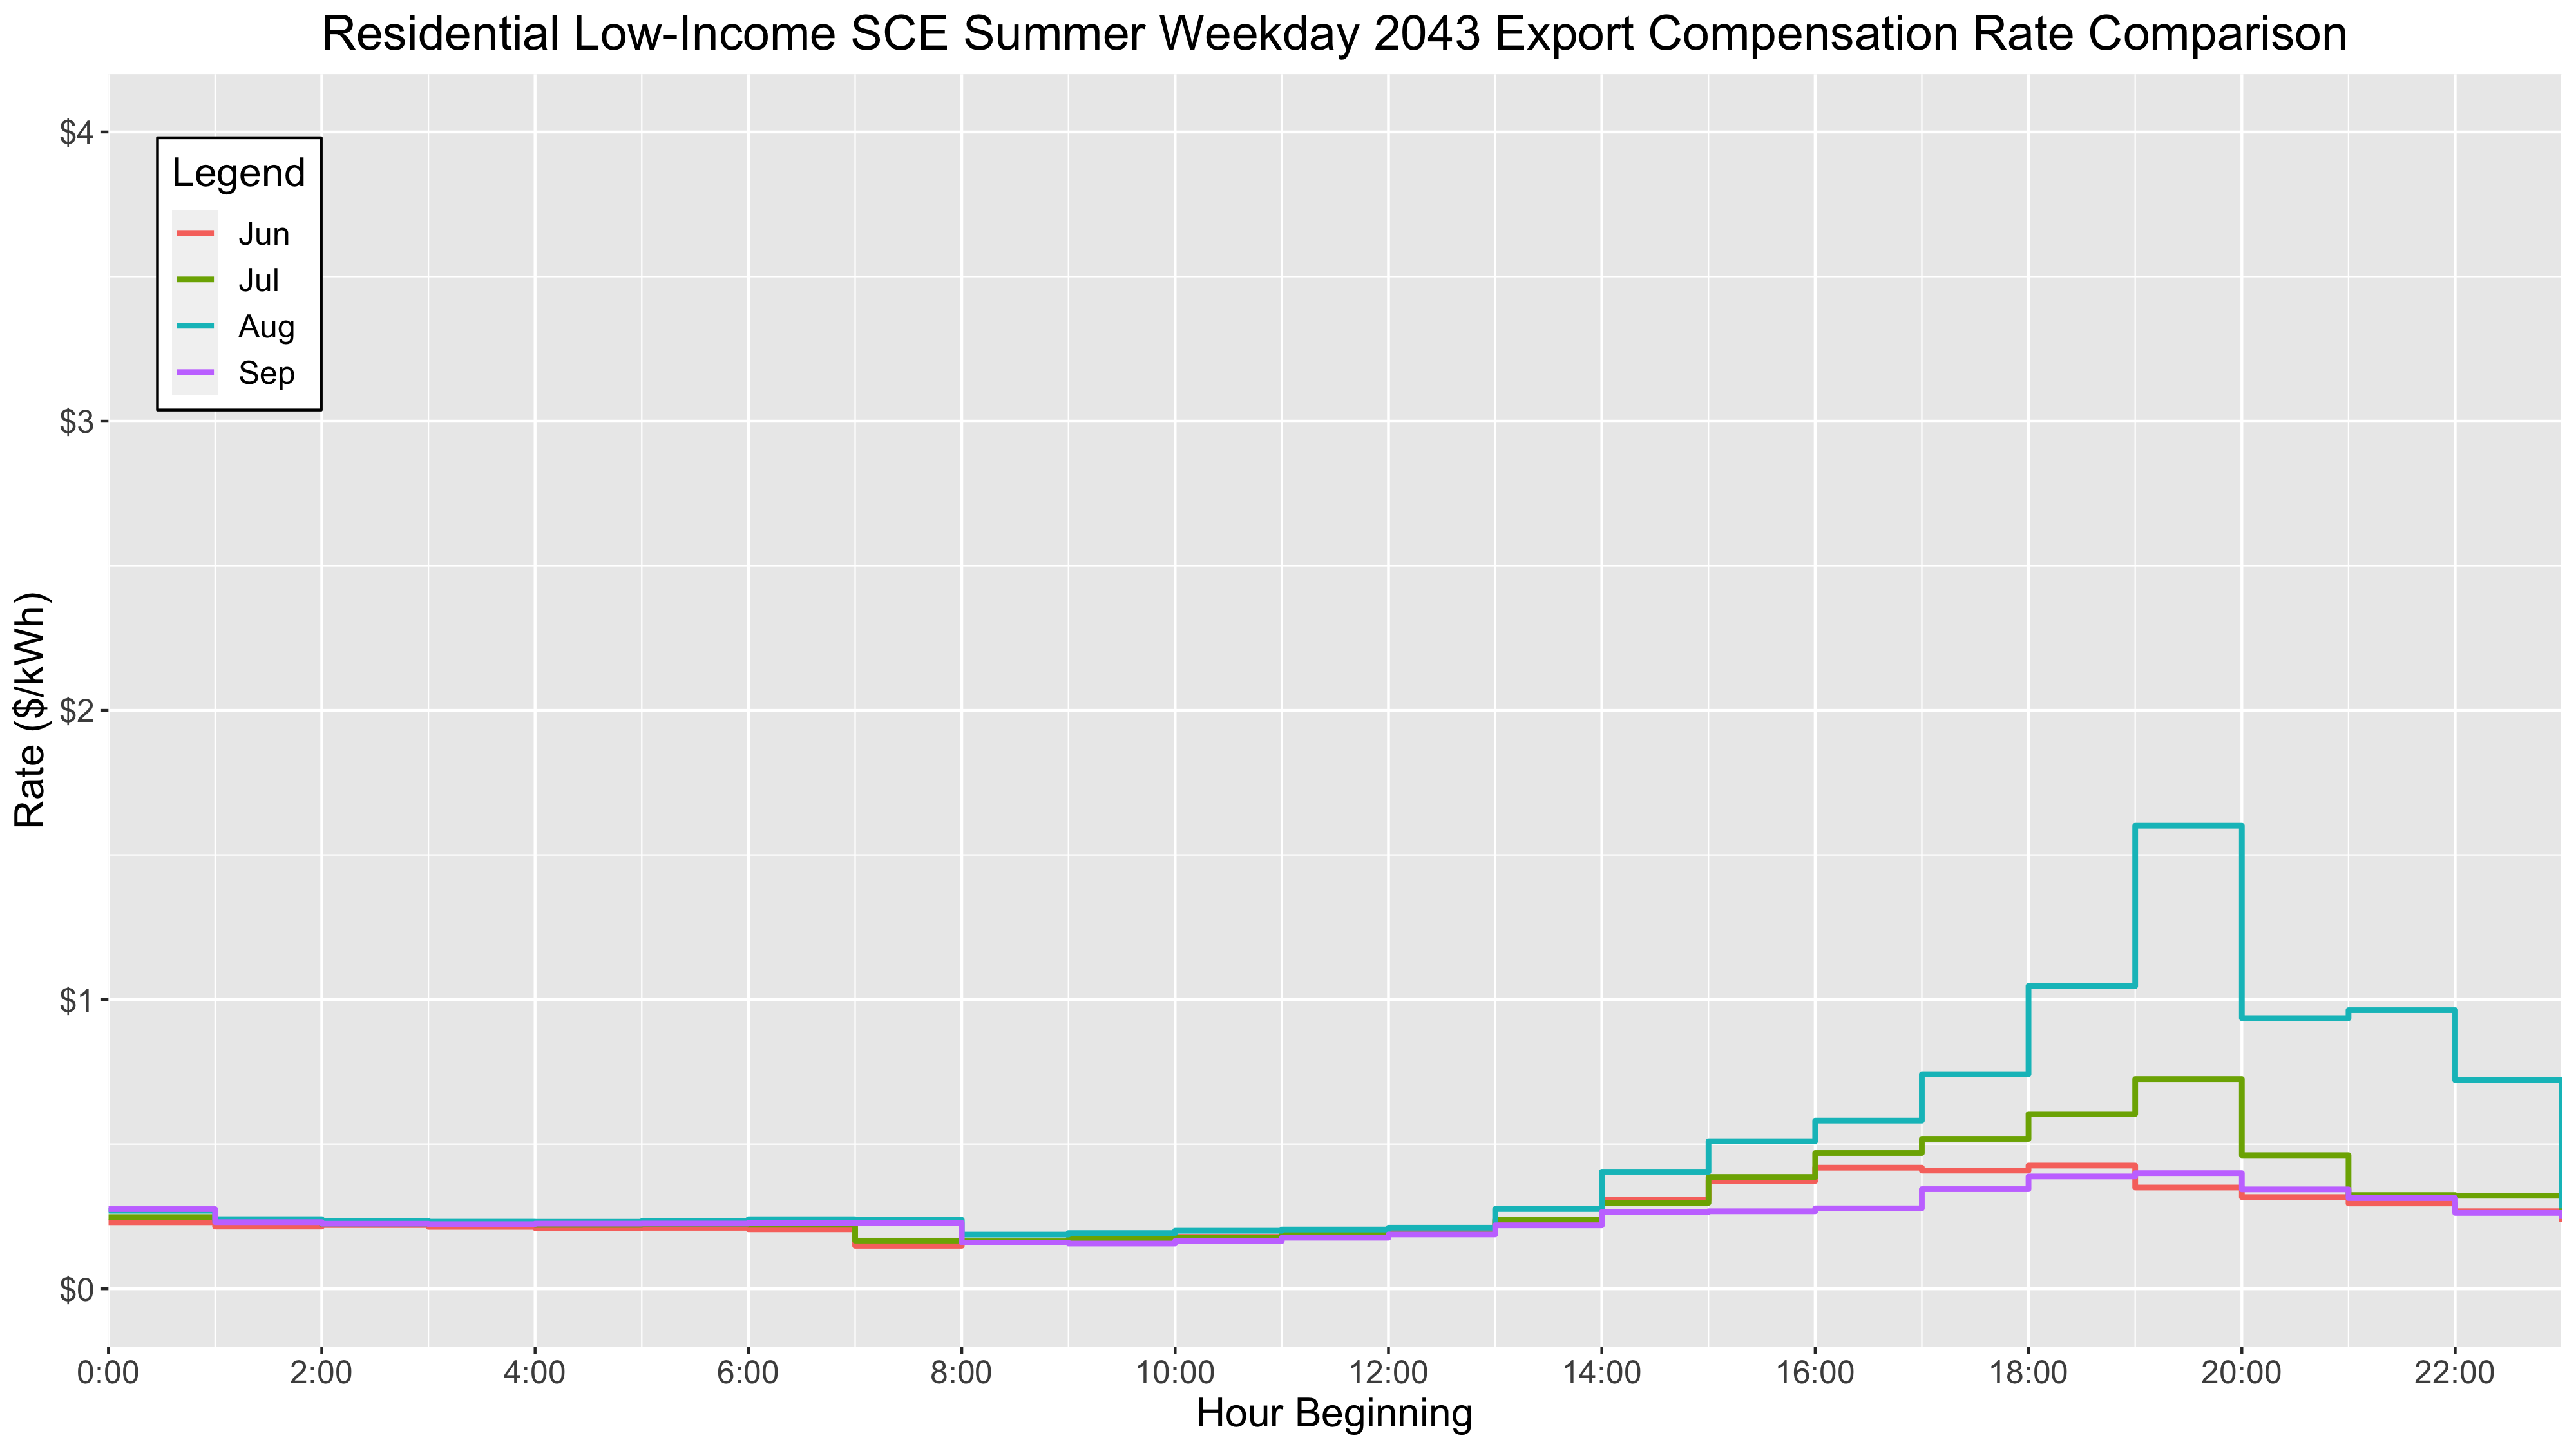 Residential Low-Income SCE Summer Weekday 2043 Export Compensation Rate Comparison
$4
Legend
Jun
Jul
Aug
Sep
$3
Rate ($/kWh)
$2
$1
$0
0:00 2:00 4:00 6:00 8:00 10:00 12:00 14:00 16:00 18:00 20:00 22:00
Hour Beginning